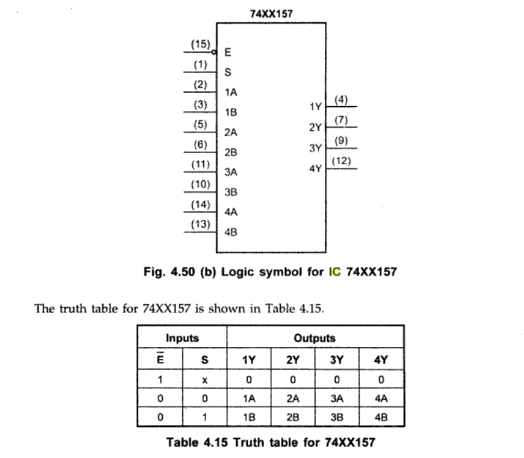 74XX157
(15) E
(1) S
(2) 1A
(3) 1B
(5) 2A
(6) 2B
(11) 3A
(10) 3B
(14) 4A
(13) 4B
1Y (4)
2Y (7)
3Y (9)
4Y (12)
Fig. 4.50 (b) Logic symbol for IC 74XX157
The truth table for 74XX157 is shown in Table 4.15.
Inputs Outputs
E̅ S 1Y 2Y 3Y 4Y
1 x 0 0 0 0
0 0 1A 2A 3A 4A
0 1 1B 2B 3B 4B
Table 4.15 Truth table for 74XX157